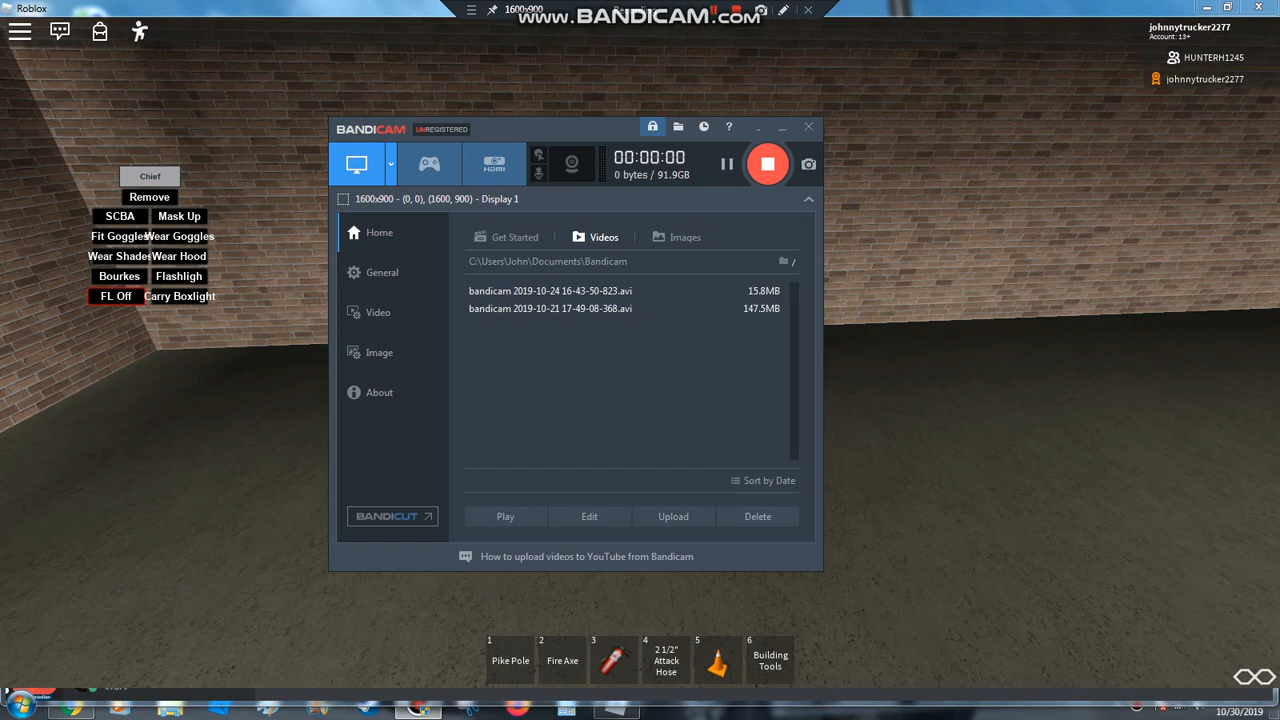 Roblox
1600x900
www.BANDICAM.com
johnnytrucker2277
Account: 13+
HUNTERH1245
johnnytrucker2277
BANDICAM UNREGISTERED
?
HDMI
00:00:00
0 bytes / 91.9GB
1600x900 - (0, 0), (1600, 900) - Display 1
Chief
Remove
SCBA Mask Up
Fit Goggles Wear Goggles
Wear Shades Wear Hood
Bourkes Flashligh
FL Off Carry Boxlight
Home
General
Video
Image
About
BANDICUT
Get Started Videos Images
C:\Users\John\Documents\Bandicam
/
bandicam 2019-10-24 16-43-50-823.avi 15.8MB
bandicam 2019-10-21 17-49-08-368.avi 147.5MB
Sort by Date
Play Edit Upload Delete
How to upload videos to YouTube from Bandicam
1 Pike Pole
2 Fire Axe
3
4 2 1/2" Attack Hose
5
6 Building Tools
10/30/2019